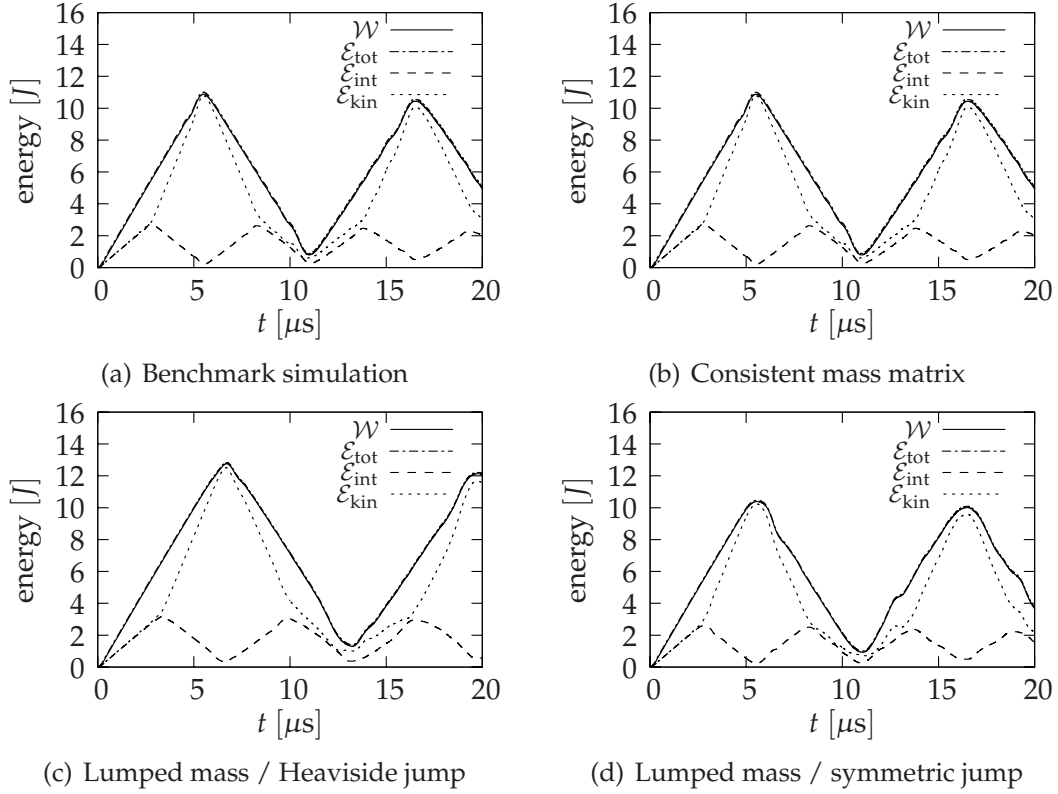 16
14
12
10
8
6
4
2
0
energy [J]
𝒲
ℰtot
ℰint
ℰkin
0 5 10 15 20
t [μs]
(a) Benchmark simulation
16
14
12
10
8
6
4
2
0
energy [J]
𝒲
ℰtot
ℰint
ℰkin
0 5 10 15 20
t [μs]
(b) Consistent mass matrix
16
14
12
10
8
6
4
2
0
energy [J]
𝒲
ℰtot
ℰint
ℰkin
0 5 10 15 20
t [μs]
(c) Lumped mass / Heaviside jump
16
14
12
10
8
6
4
2
0
energy [J]
𝒲
ℰtot
ℰint
ℰkin
0 5 10 15 20
t [μs]
(d) Lumped mass / symmetric jump